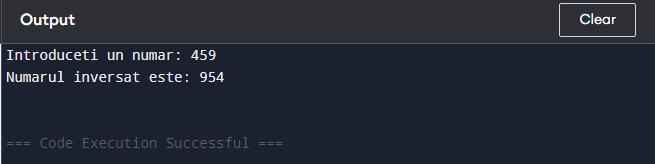 Output
Clear
Introduceti un numar: 459
Numarul inversat este: 954
=== Code Execution Successful ===